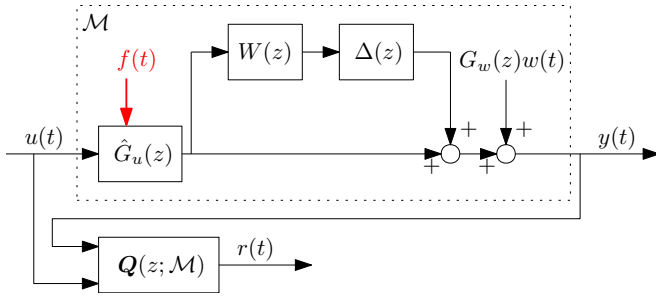 𝓜
W(z)
Δ(z)
G_w(z)w(t)
f(t)
u(t)
Ĝ_u(z)
+
+
+
+
y(t)
Q(z; 𝓜)
r(t)